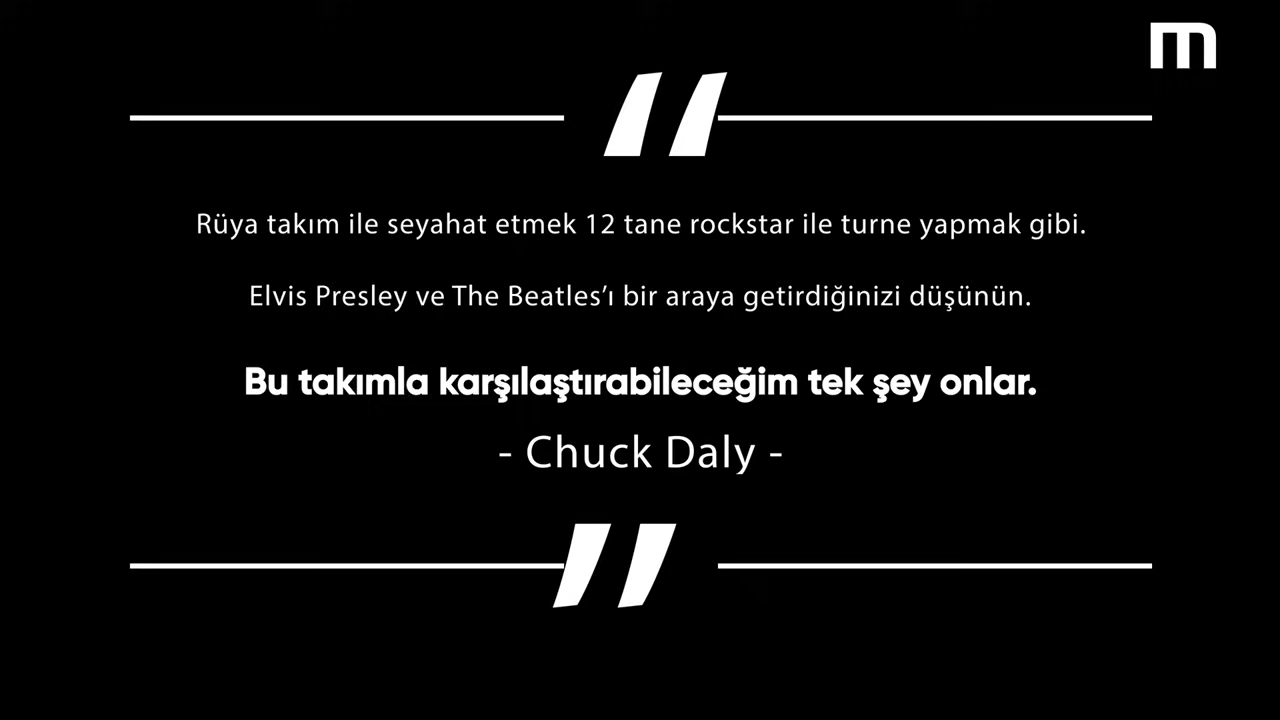 m
Rüya takım ile seyahat etmek 12 tane rockstar ile turne yapmak gibi.
Elvis Presley ve The Beatles’ı bir araya getirdiğinizi düşünün.
Bu takımla karşılaştırabileceğim tek şey onlar.
- Chuck Daly -